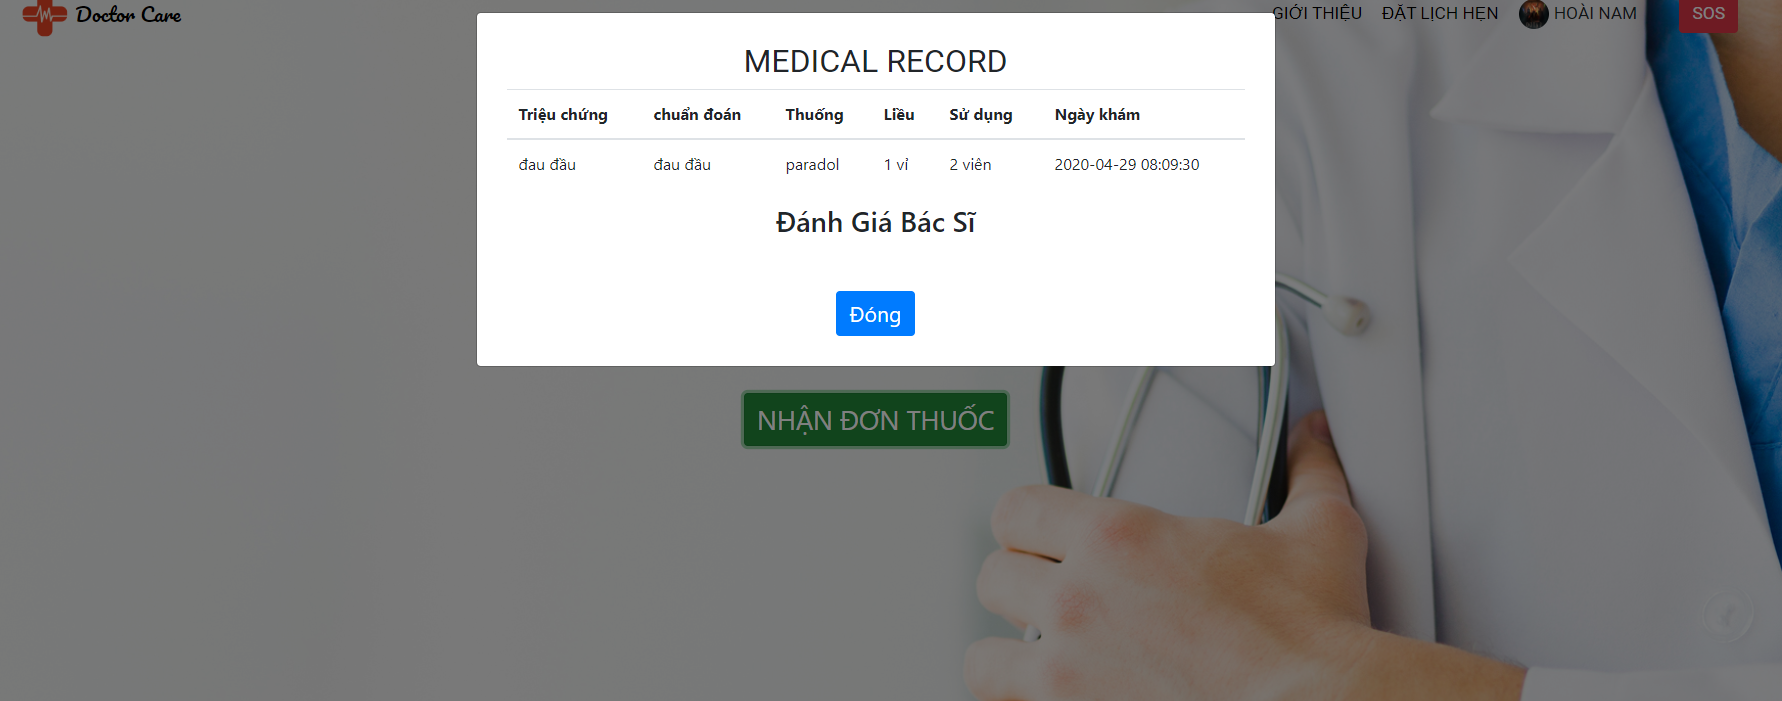 Doctor Care
GIỚI THIỆU ĐẶT LỊCH HẸN HOÀI NAM SOS
MEDICAL RECORD
Triệu chứng chuẩn đoán Thuống Liều Sử dụng Ngày khám
đau đầu đau đầu paradol 1 vỉ 2 viên 2020-04-29 08:09:30
Đánh Giá Bác Sĩ
Đóng
NHẬN ĐƠN THUỐC